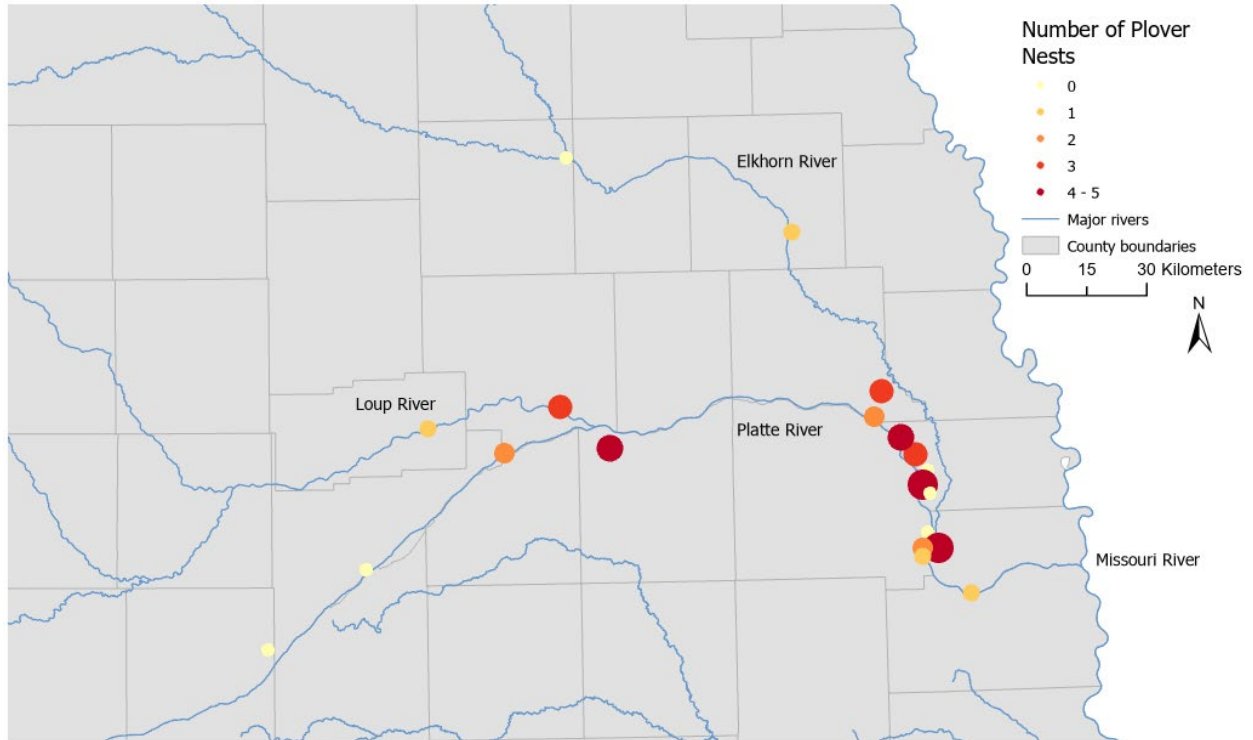 Number of Plover
Nests
0
1
2
3
4 - 5
Major rivers
County boundaries
0 15 30 Kilometers
N
Elkhorn River
Loup River
Platte River
Missouri River